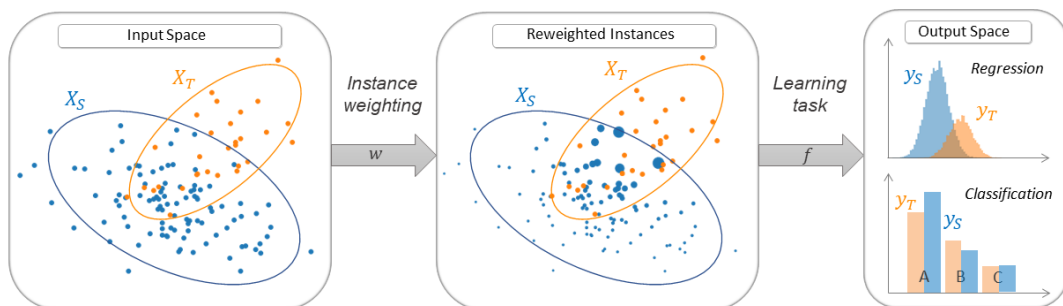 Input Space
X_T
X_S
Instance
weighting
w
Reweighted Instances
X_T
X_S
Learning
task
f
Output Space
y_S
Regression
y_T
Classification
y_T
y_S
A
B
C